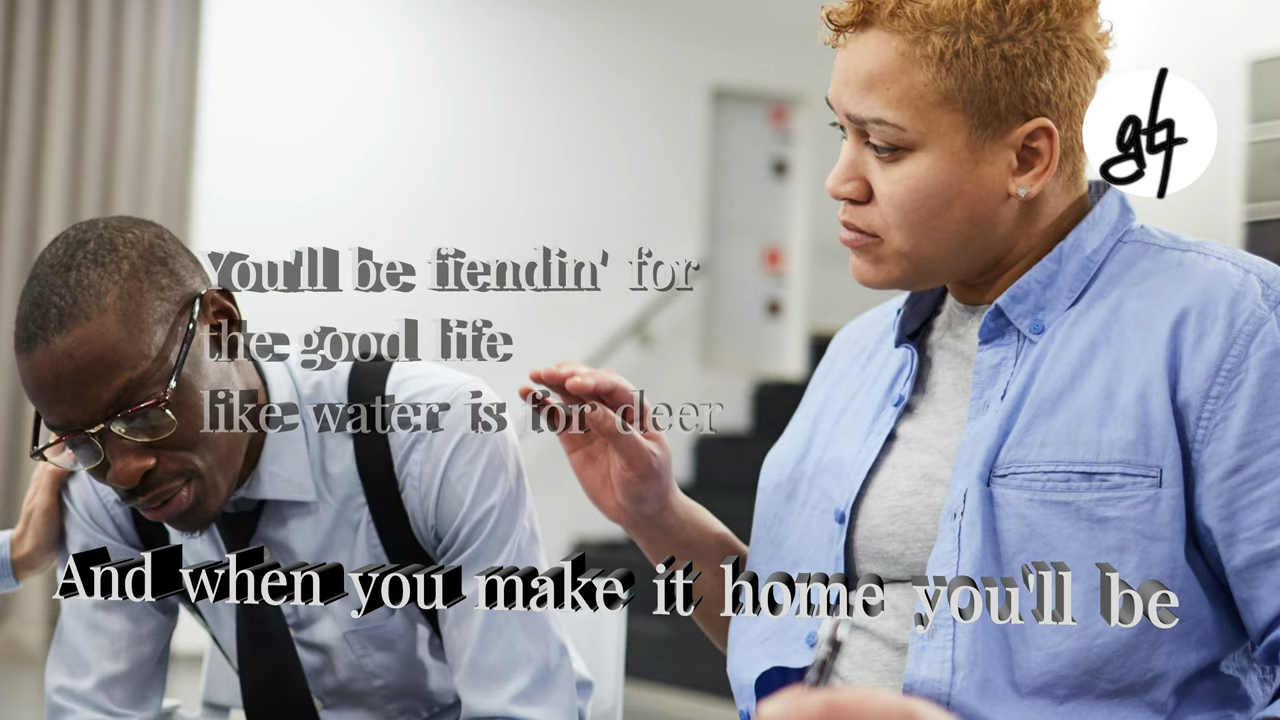 You'll be fiendin' for
the good life
like water is for deer
And when you make it home you'll be